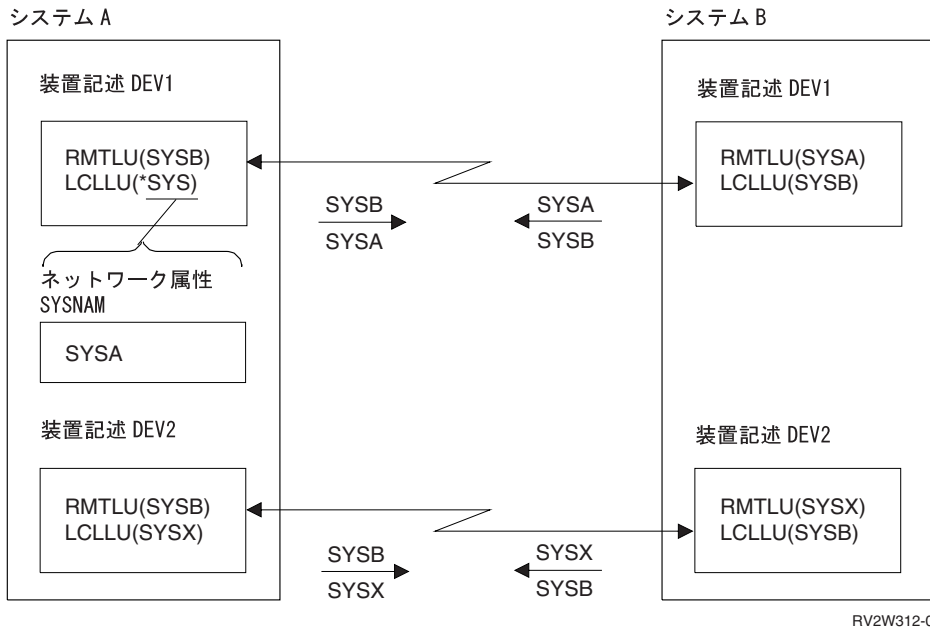 システム A
システム B
装置記述 DEV1
RMTLU(SYSB)
LCLLU(*SYS)
ネットワーク属性
SYSNAM
SYSA
装置記述 DEV2
RMTLU(SYSB)
LCLLU(SYSX)
SYSB
SYSA
SYSA
SYSB
SYSB
SYSX
SYSX
SYSB
装置記述 DEV1
RMTLU(SYSA)
LCLLU(SYSB)
装置記述 DEV2
RMTLU(SYSX)
LCLLU(SYSB)